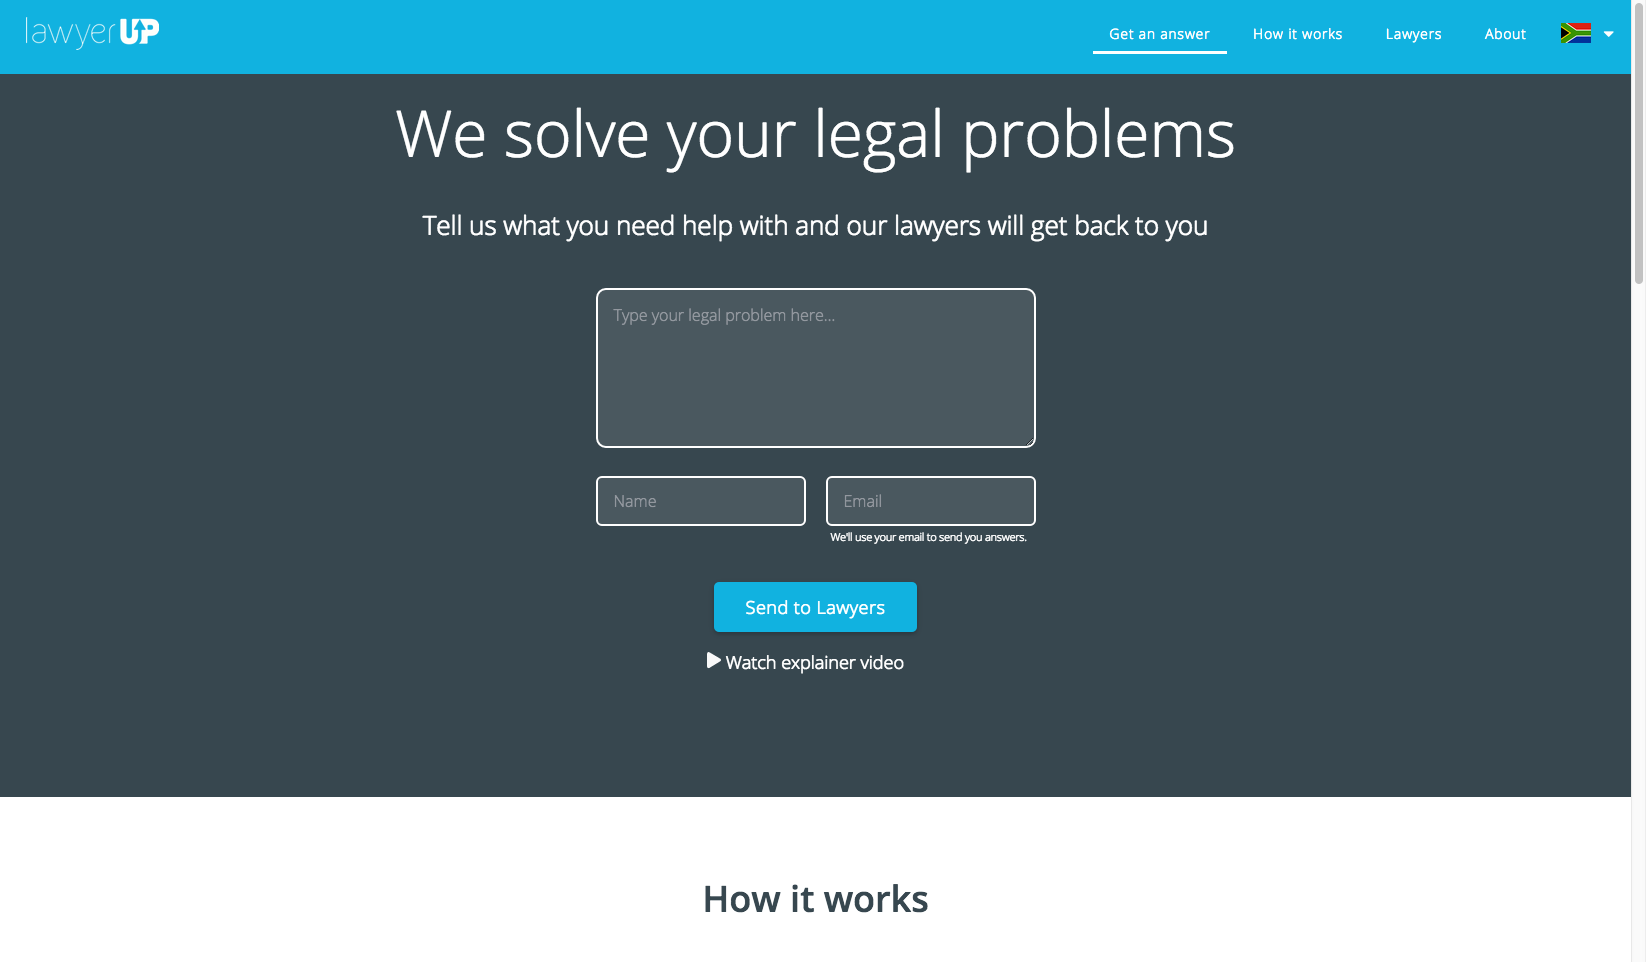 lawyerUP
Get an answer
How it works
Lawyers
About
We solve your legal problems
Tell us what you need help with and our lawyers will get back to you
Type your legal problem here...
Name
Email
We'll use your email to send you answers.
Send to Lawyers
Watch explainer video
How it works